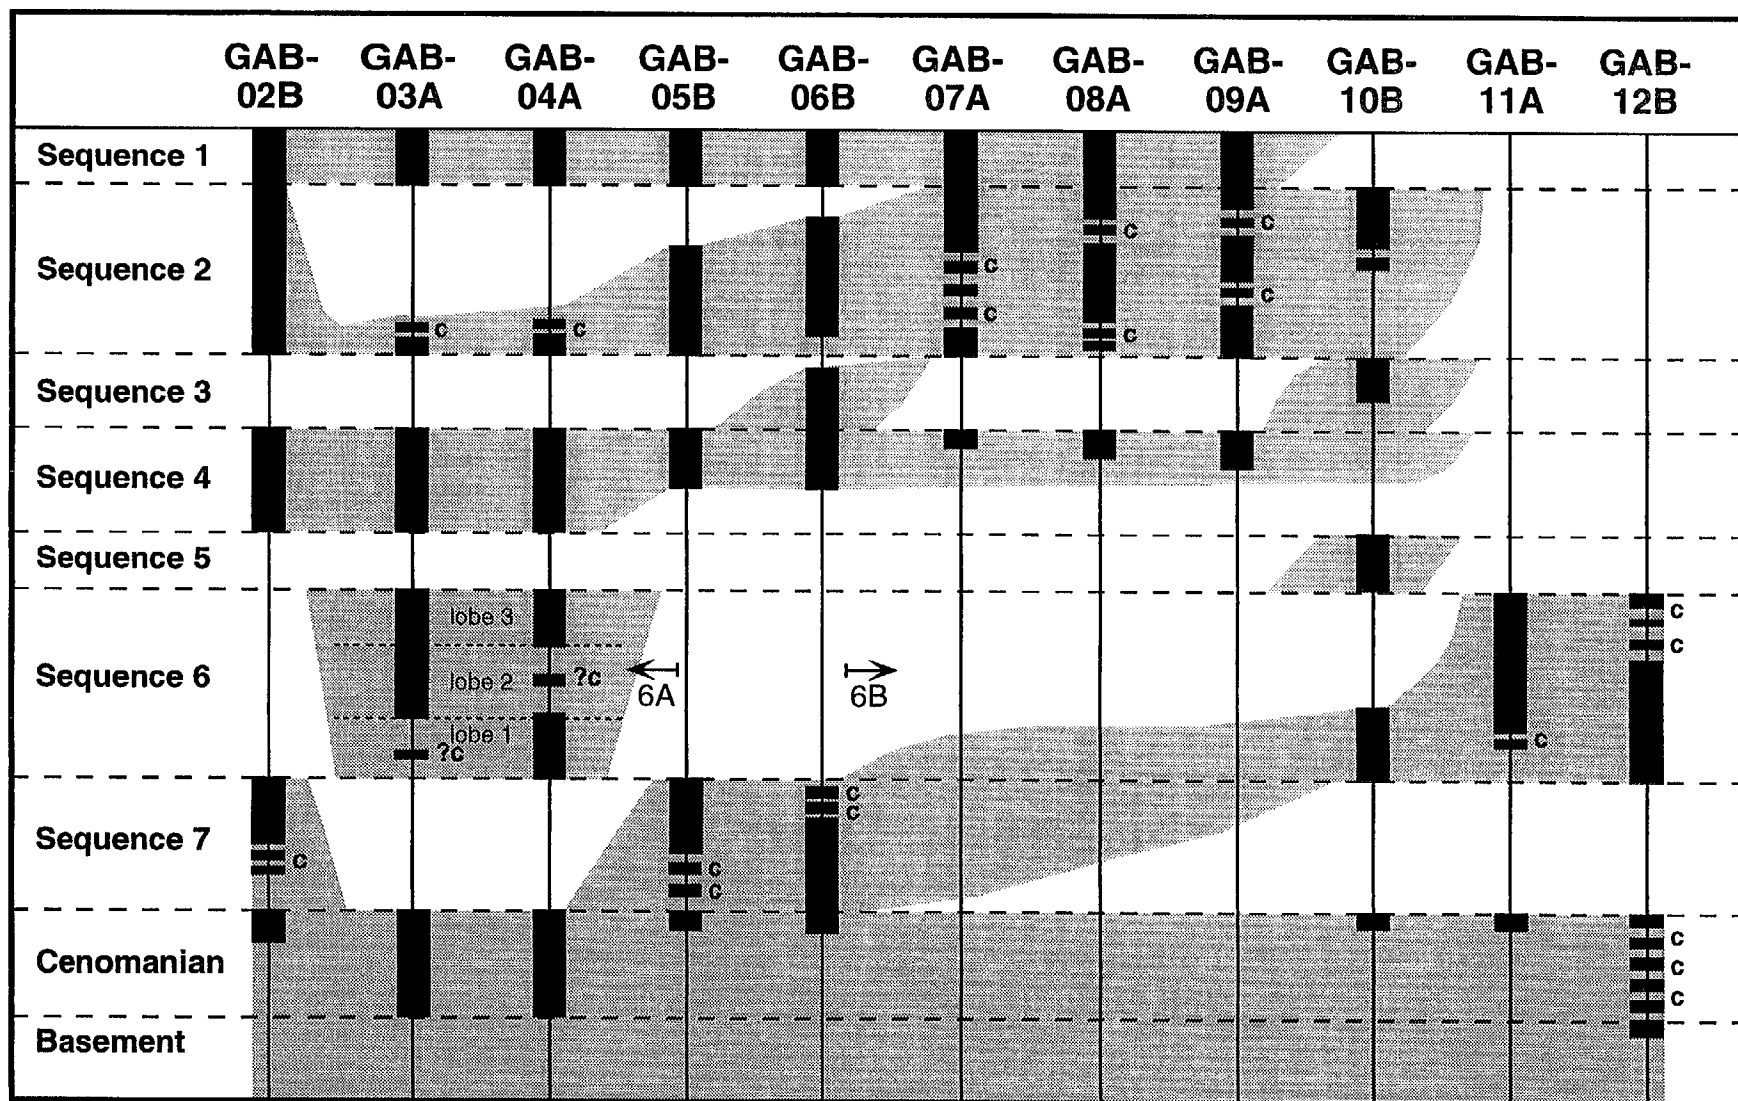 GAB-02B GAB-03A GAB-04A GAB-05B GAB-06B GAB-07A GAB-08A GAB-09A GAB-10B GAB-11A GAB-12B
Sequence 1
c c
Sequence 2
c c
c c
c c c
Sequence 3
Sequence 4
Sequence 5
lobe 3 c
c
Sequence 6 lobe 2 ?c
6A 6B
lobe 1 c
?c
c
c
Sequence 7
c c
c
c
Cenomanian
c
c
Basement